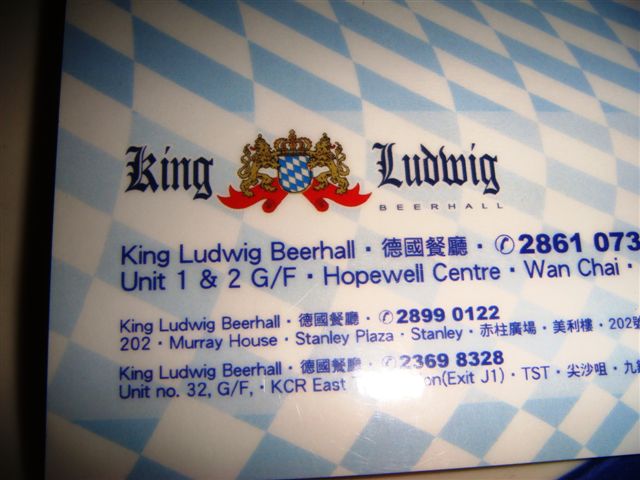 King Ludwig
BEERHALL
King Ludwig Beerhall · 德國餐廳 · ✆ 2861 073
Unit 1 & 2 G/F · Hopewell Centre · Wan Chai ·
King Ludwig Beerhall · 德國餐廳 · ✆ 2899 0122
202 · Murray House · Stanley Plaza · Stanley · 赤柱廣場 · 美利樓 · 202號
King Ludwig Beerhall · 德國餐廳 · ✆ 2369 8328
Unit no. 32, G/F, · KCR East (Exit J1) · TST · 尖沙咀 · 九